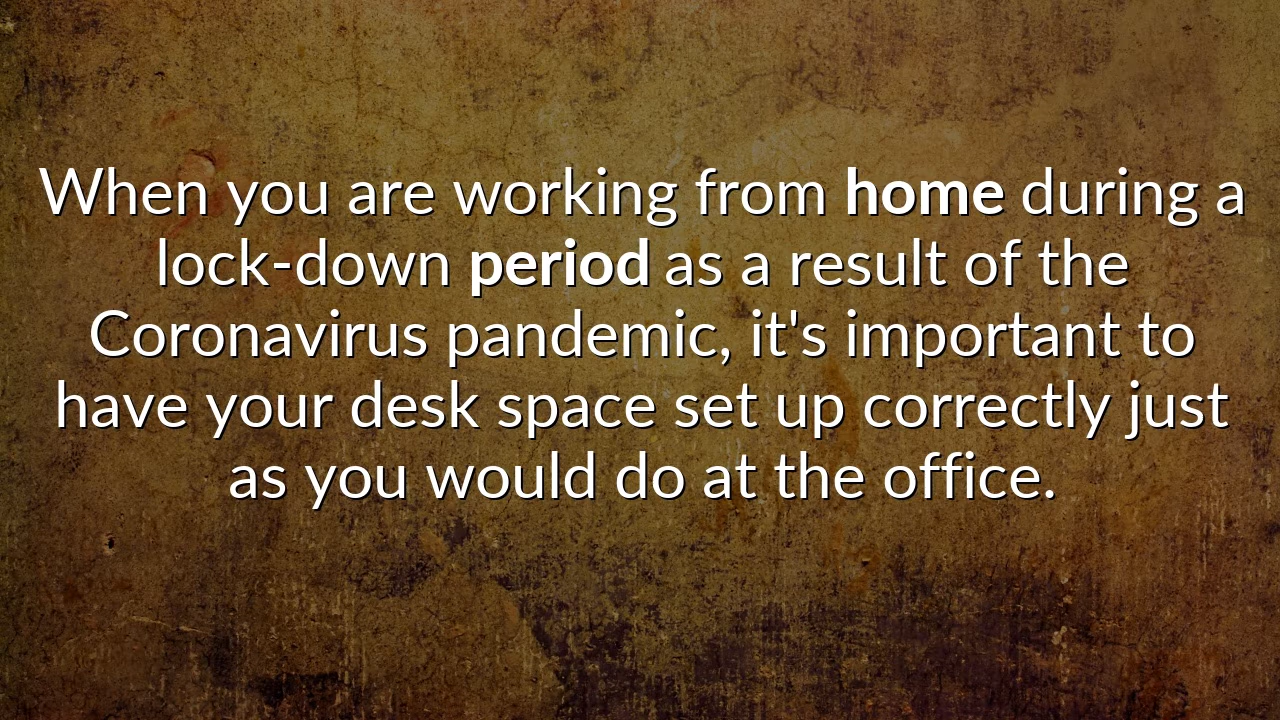 When you are working from home during a
lock-down period as a result of the
Coronavirus pandemic, it's important to
have your desk space set up correctly just
as you would do at the office.